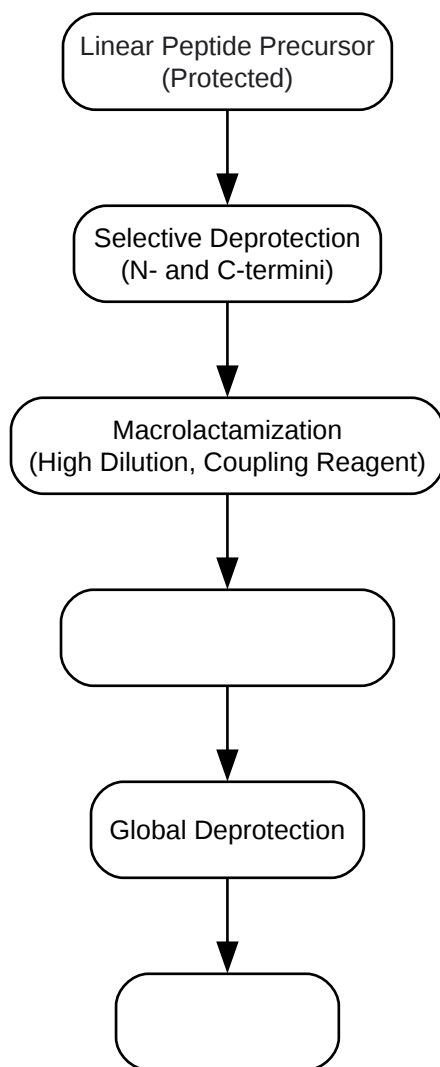 Linear Peptide Precursor
(Protected)
Selective Deprotection
(N- and C-termini)
Macrolactamization
(High Dilution, Coupling Reagent)
Global Deprotection